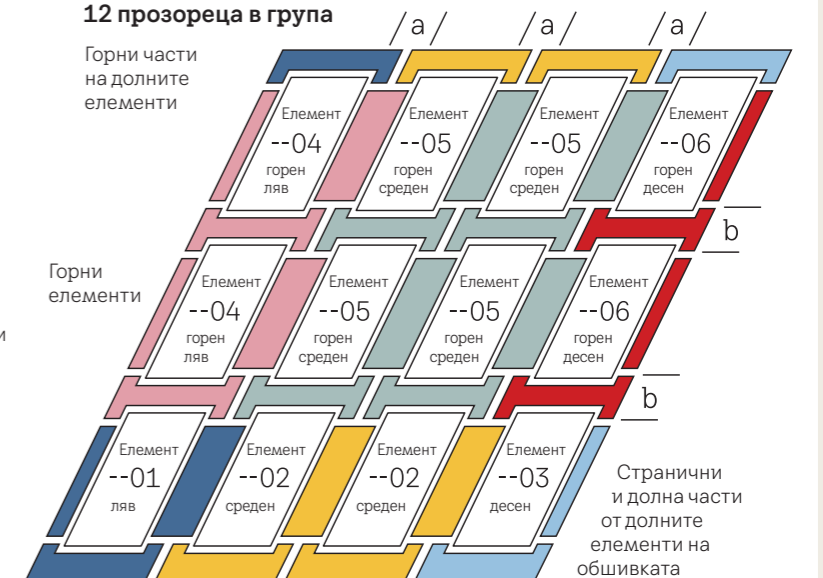 12 прозореца в група
a
a
a
Горни части
на долните
елементи
Елемент
--04
горен
ляв
Елемент
--05
горен
среден
Елемент
--05
горен
среден
Елемент
--06
горен
десен
b
Горни
елементи
Елемент
--04
горен
ляв
Елемент
--05
горен
среден
Елемент
--05
горен
среден
Елемент
--06
горен
десен
и
b
Елемент
--01
ляв
Елемент
--02
среден
Елемент
--02
среден
Елемент
--03
десен
Странични
и долна части
от долните
елементи на
обшивката